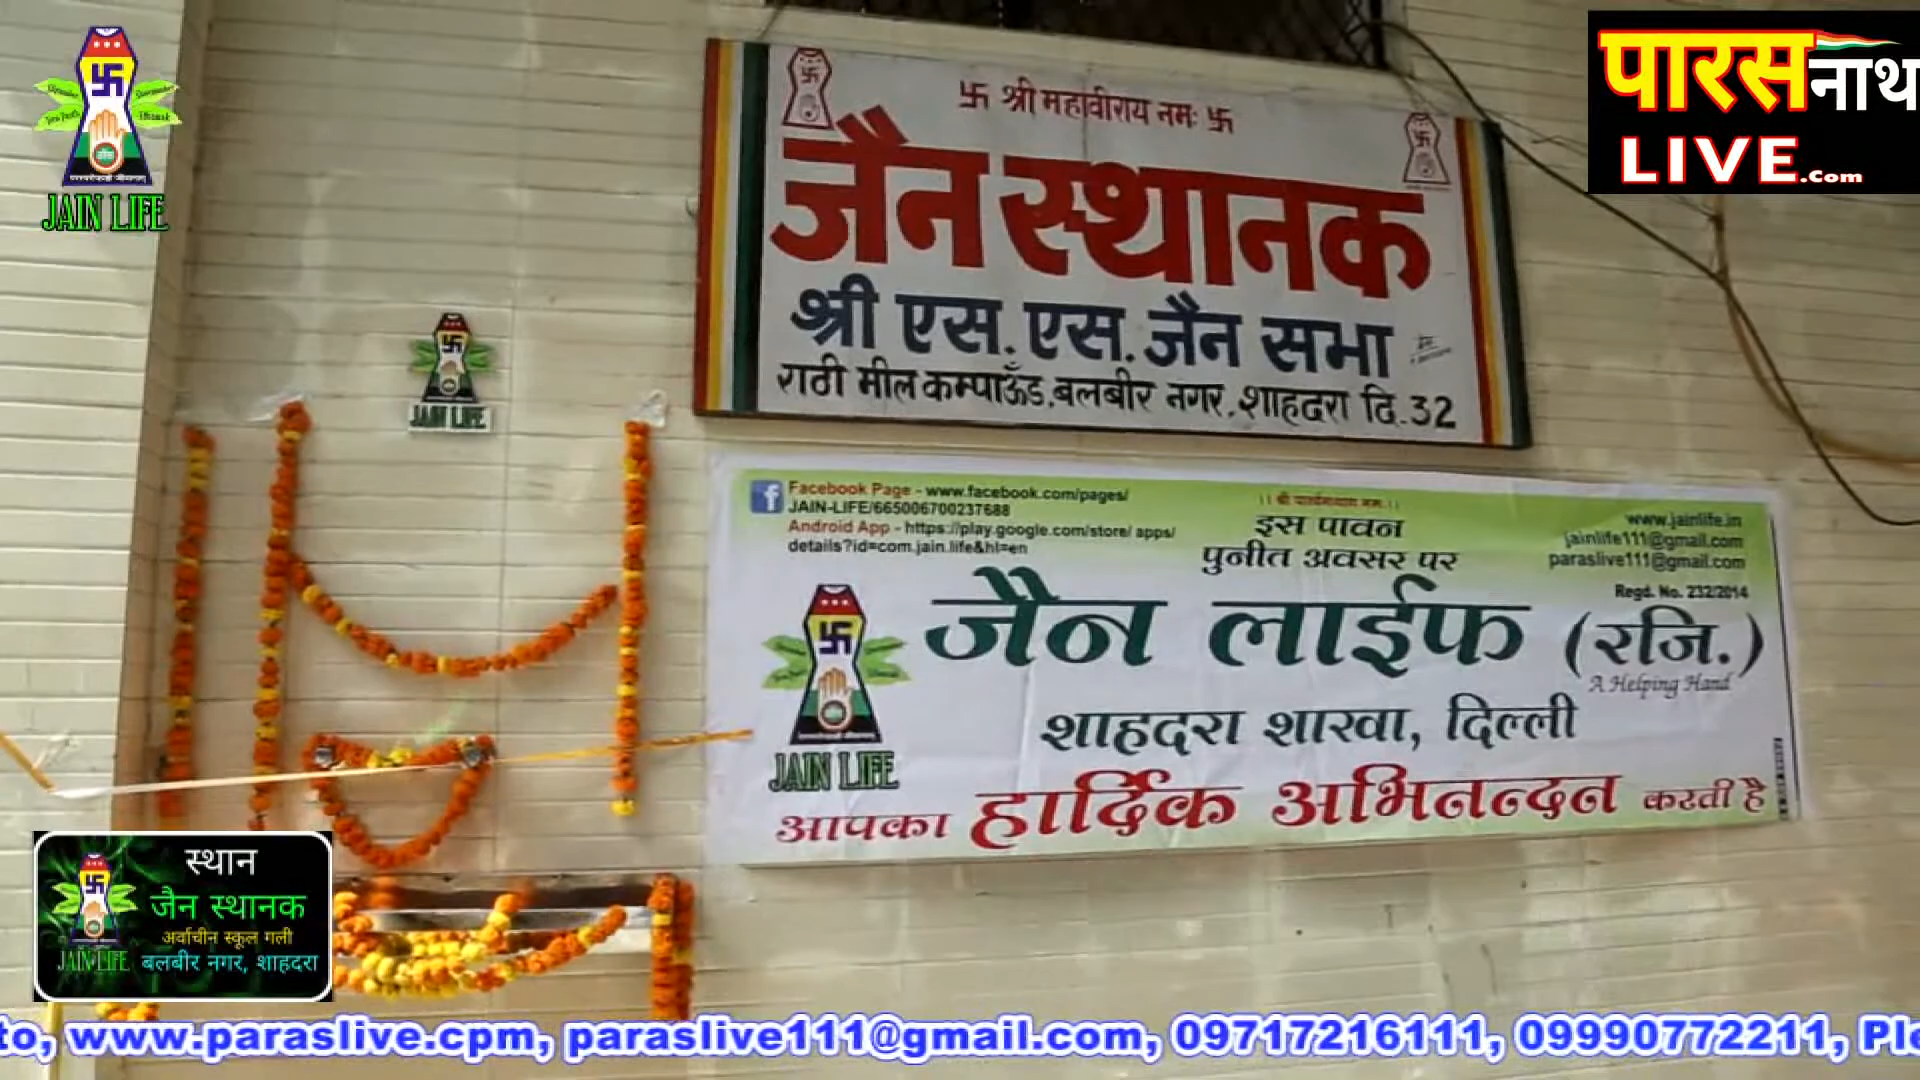 JAIN LIFE
पारसनाथ
LIVE.com
卐 श्री महावीराय नमः 卐
जैन स्थानक
श्री एस. एस. जैन सभा
राठी मील कम्पाऊँड, बलबीर नगर, शाहदरा दि. 32
JAIN LIFE
Facebook Page - www.facebook.com/pages/
JAIN-LIFE/665006700237688
Android App - https://play.google.com/store/ apps/
details?id=com.jain.life&hl=en
।। श्री पार्श्वनाथाय नमः ।।
इस पावन
पुनीत अवसर पर
www.jainlife.in
jainlife111@gmail.com
paraslive111@gmail.com
Regd. No. 232/2014
जैन लाईफ (रजि.)
A Helping Hand
शाहदरा शाखा, दिल्ली
JAIN LIFE
आपका हार्दिक अभिनन्दन करती है
स्थान
जैन स्थानक
अर्वाचीन स्कूल गली
बलबीर नगर, शाहदरा
JAIN LIFE
to, www.paraslive.cpm, paraslive111@gmail.com, 09717216111, 09990772211, Ple